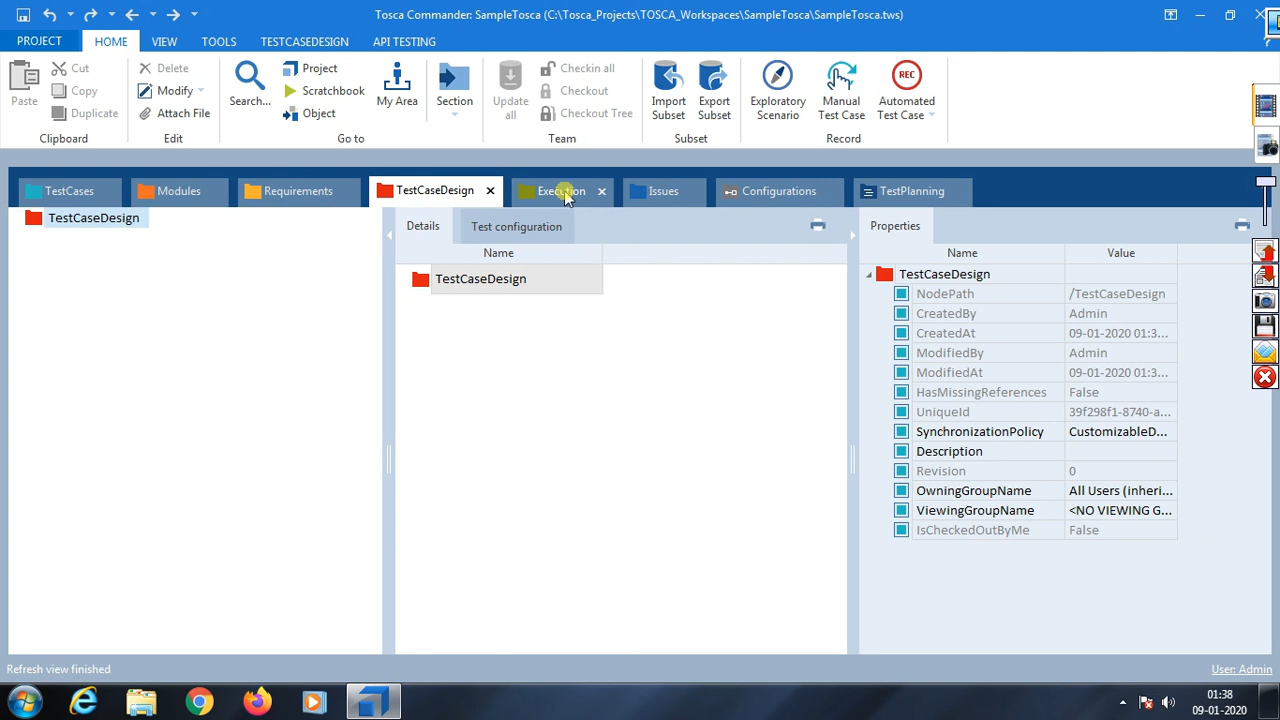 Tosca Commander: SampleTosca (C:\Tosca_Projects\TOSCA_Workspaces\SampleTosca\SampleTosca.tws)
PROJECT HOME VIEW TOOLS TESTCASEDESIGN API TESTING
Paste
Cut
Copy
Duplicate
Clipboard
Delete
Modify
Attach File
Edit
Search...
Project
Scratchbook
Object
My Area
Section
Go to
Update all
Checkin all
Checkout
Checkout Tree
Team
Import Subset
Export Subset
Subset
Exploratory Scenario
Manual Test Case
REC
Automated Test Case
Record
TestCases Modules Requirements TestCaseDesign Execution Issues Configurations TestPlanning
TestCaseDesign
Details Test configuration
Name
TestCaseDesign
Properties
Name Value
TestCaseDesign
NodePath /TestCaseDesign
CreatedBy Admin
CreatedAt 09-01-2020 01:3...
ModifiedBy Admin
ModifiedAt 09-01-2020 01:3...
HasMissingReferences False
UniqueId 39f298f1-8740-a...
SynchronizationPolicy CustomizableD...
Description
Revision 0
OwningGroupName All Users (inheri...
ViewingGroupName <NO VIEWING G...
IsCheckedOutByMe False
Refresh view finished
User: Admin
01:38
09-01-2020